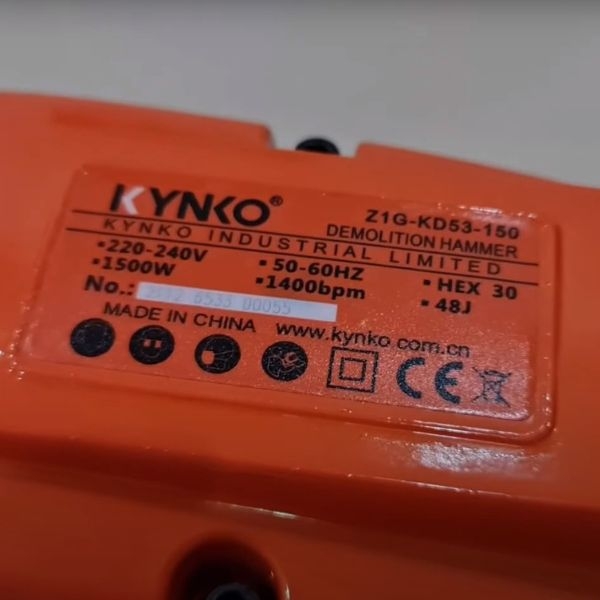 KYNKO®
Z1G-KD53-150
KYNKO INDUSTRIAL LIMITED
DEMOLITION HAMMER
▪220-240V ▪50-60HZ ▪HEX 30
▪1500W ▪1400bpm ▪48J
No.: 00055
MADE IN CHINA www.kynko.com.cn
CE